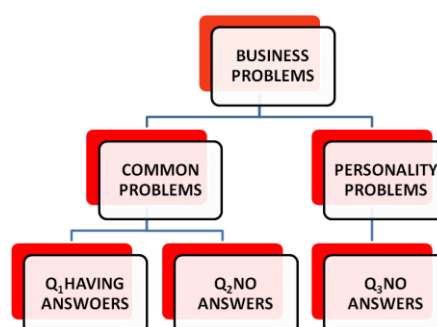 BUSINESS
PROBLEMS
COMMON
PROBLEMS
PERSONALITY
PROBLEMS
Q₁HAVING
ANSWOERS
Q₂NO
ANSWERS
Q₃NO
ANSWERS